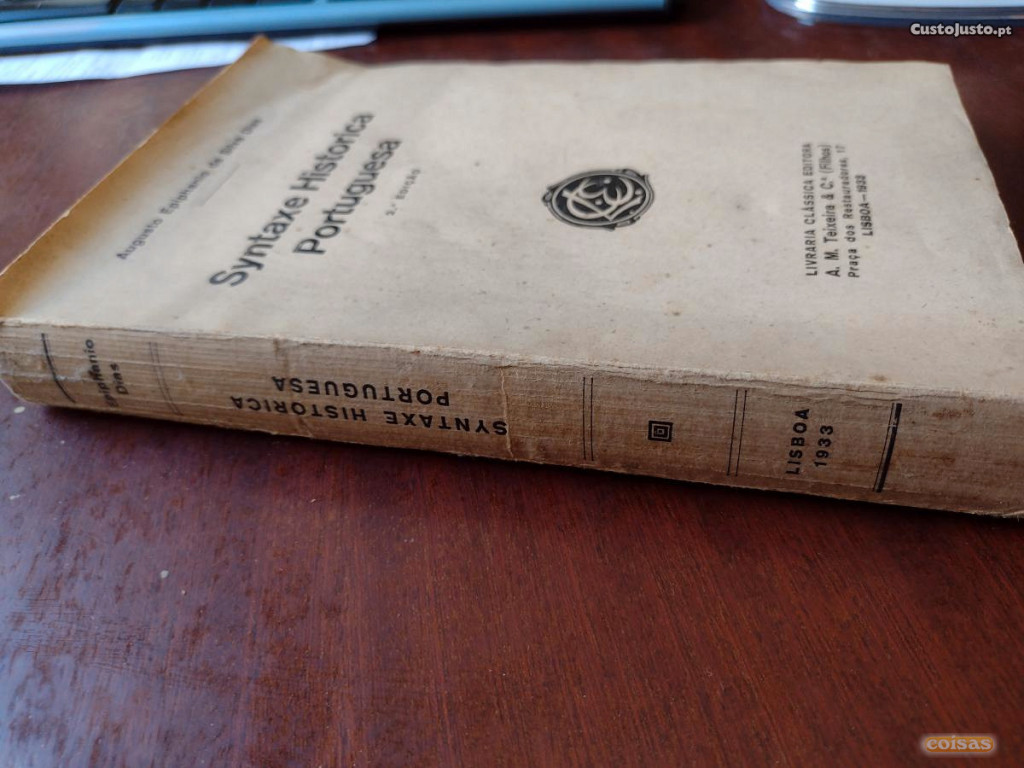 CustoJusto.pt
Augusto Epiphanio da Silva Dias
Syntaxe Historica
Portuguesa
2.ª EDIÇÃO
LIVRARIA CLÁSSICA EDITORA
A. M. Teixeira & C.ª (Filhos)
Praça dos Restauradores, 17
LISBOA—1933
Epiphanio
Dias
SYNTAXE HISTORICA
PORTUGUESA
LISBOA
1933
coisas